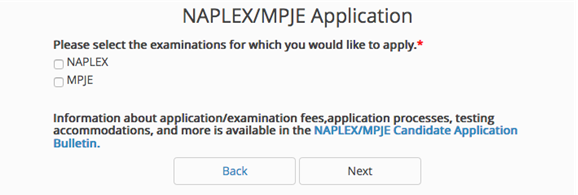 NAPLEX/MPJE Application
Please select the examinations for which you would like to apply.*
NAPLEX
MPJE
Information about application/examination fees,application processes, testing
accommodations, and more is available in the NAPLEX/MPJE Candidate Application
Bulletin.
Back Next